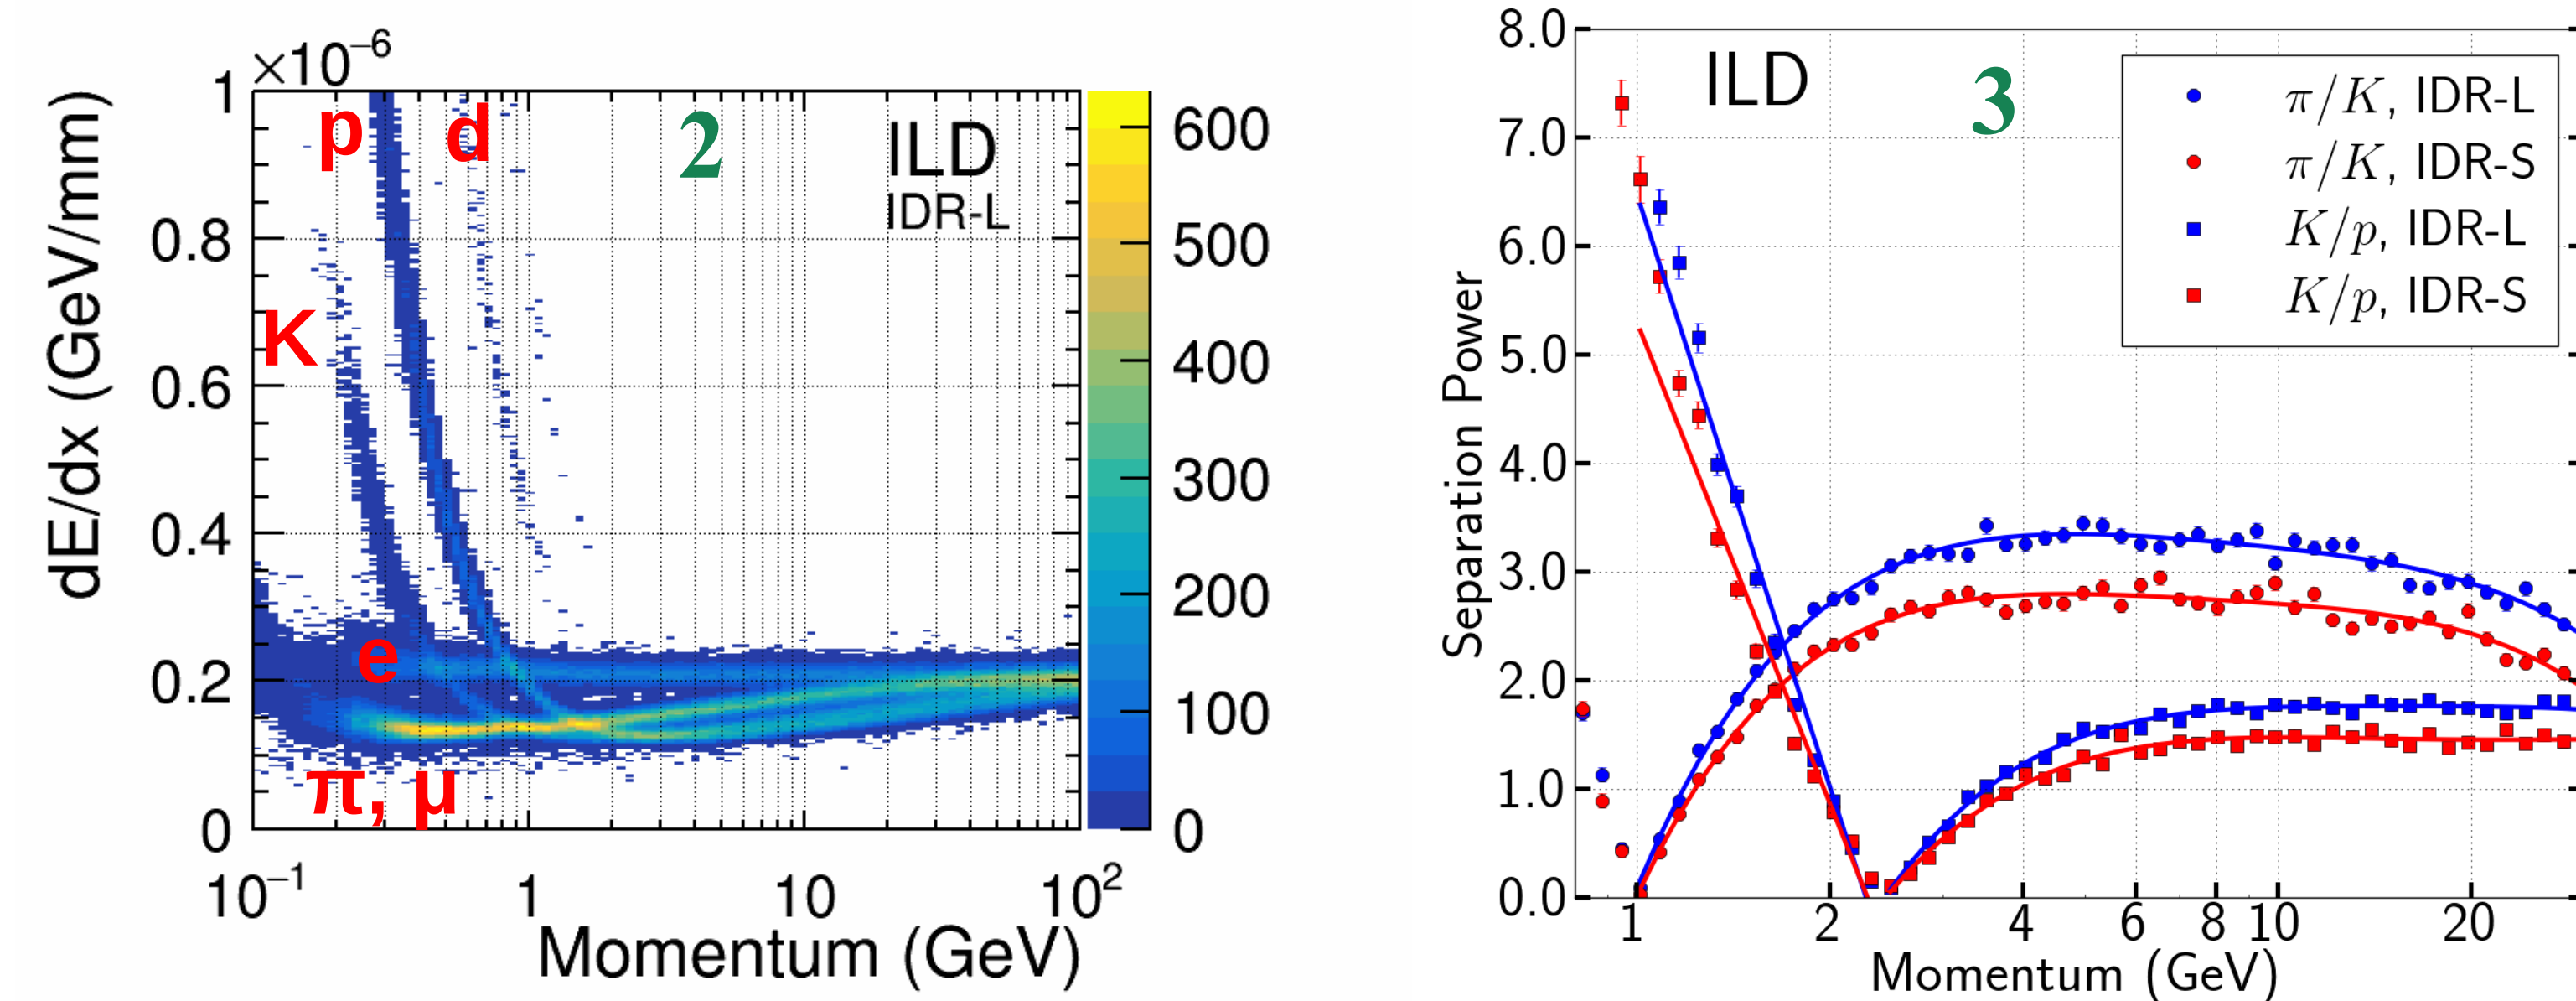 ×10⁻⁶
dE/dx (GeV/mm)
1
0.8
0.6
0.4
0.2
0
p
d
2
ILD
IDR-L
K
e
π, μ
10⁻¹
1
10
10²
Momentum (GeV)
600
500
400
300
200
100
0
Separation Power
8.0
7.0
6.0
5.0
4.0
3.0
2.0
1.0
0.0
ILD
3
π/K, IDR-L
π/K, IDR-S
K/p, IDR-L
K/p, IDR-S
1
2
4
6
8
10
20
Momentum (GeV)